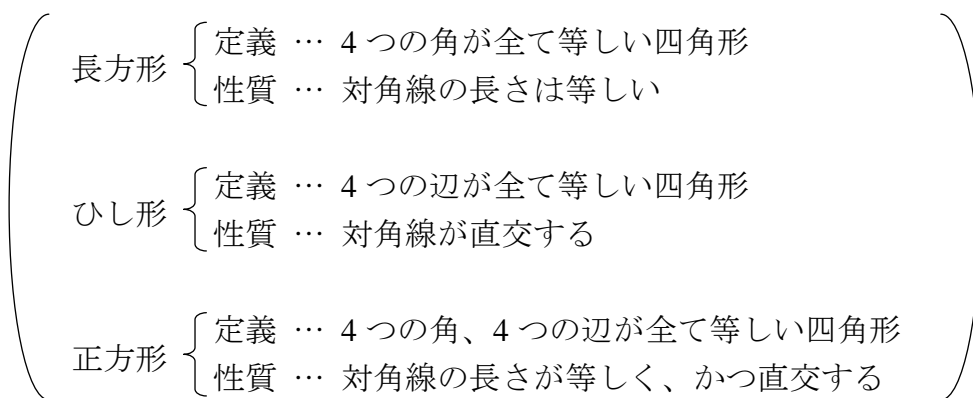 長方形
定義 … 4つの角が全て等しい四角形
性質 … 対角線の長さは等しい
ひし形
定義 … 4つの辺が全て等しい四角形
性質 … 対角線が直交する
正方形
定義 … 4つの角、4つの辺が全て等しい四角形
性質 … 対角線の長さが等しく、かつ直交する